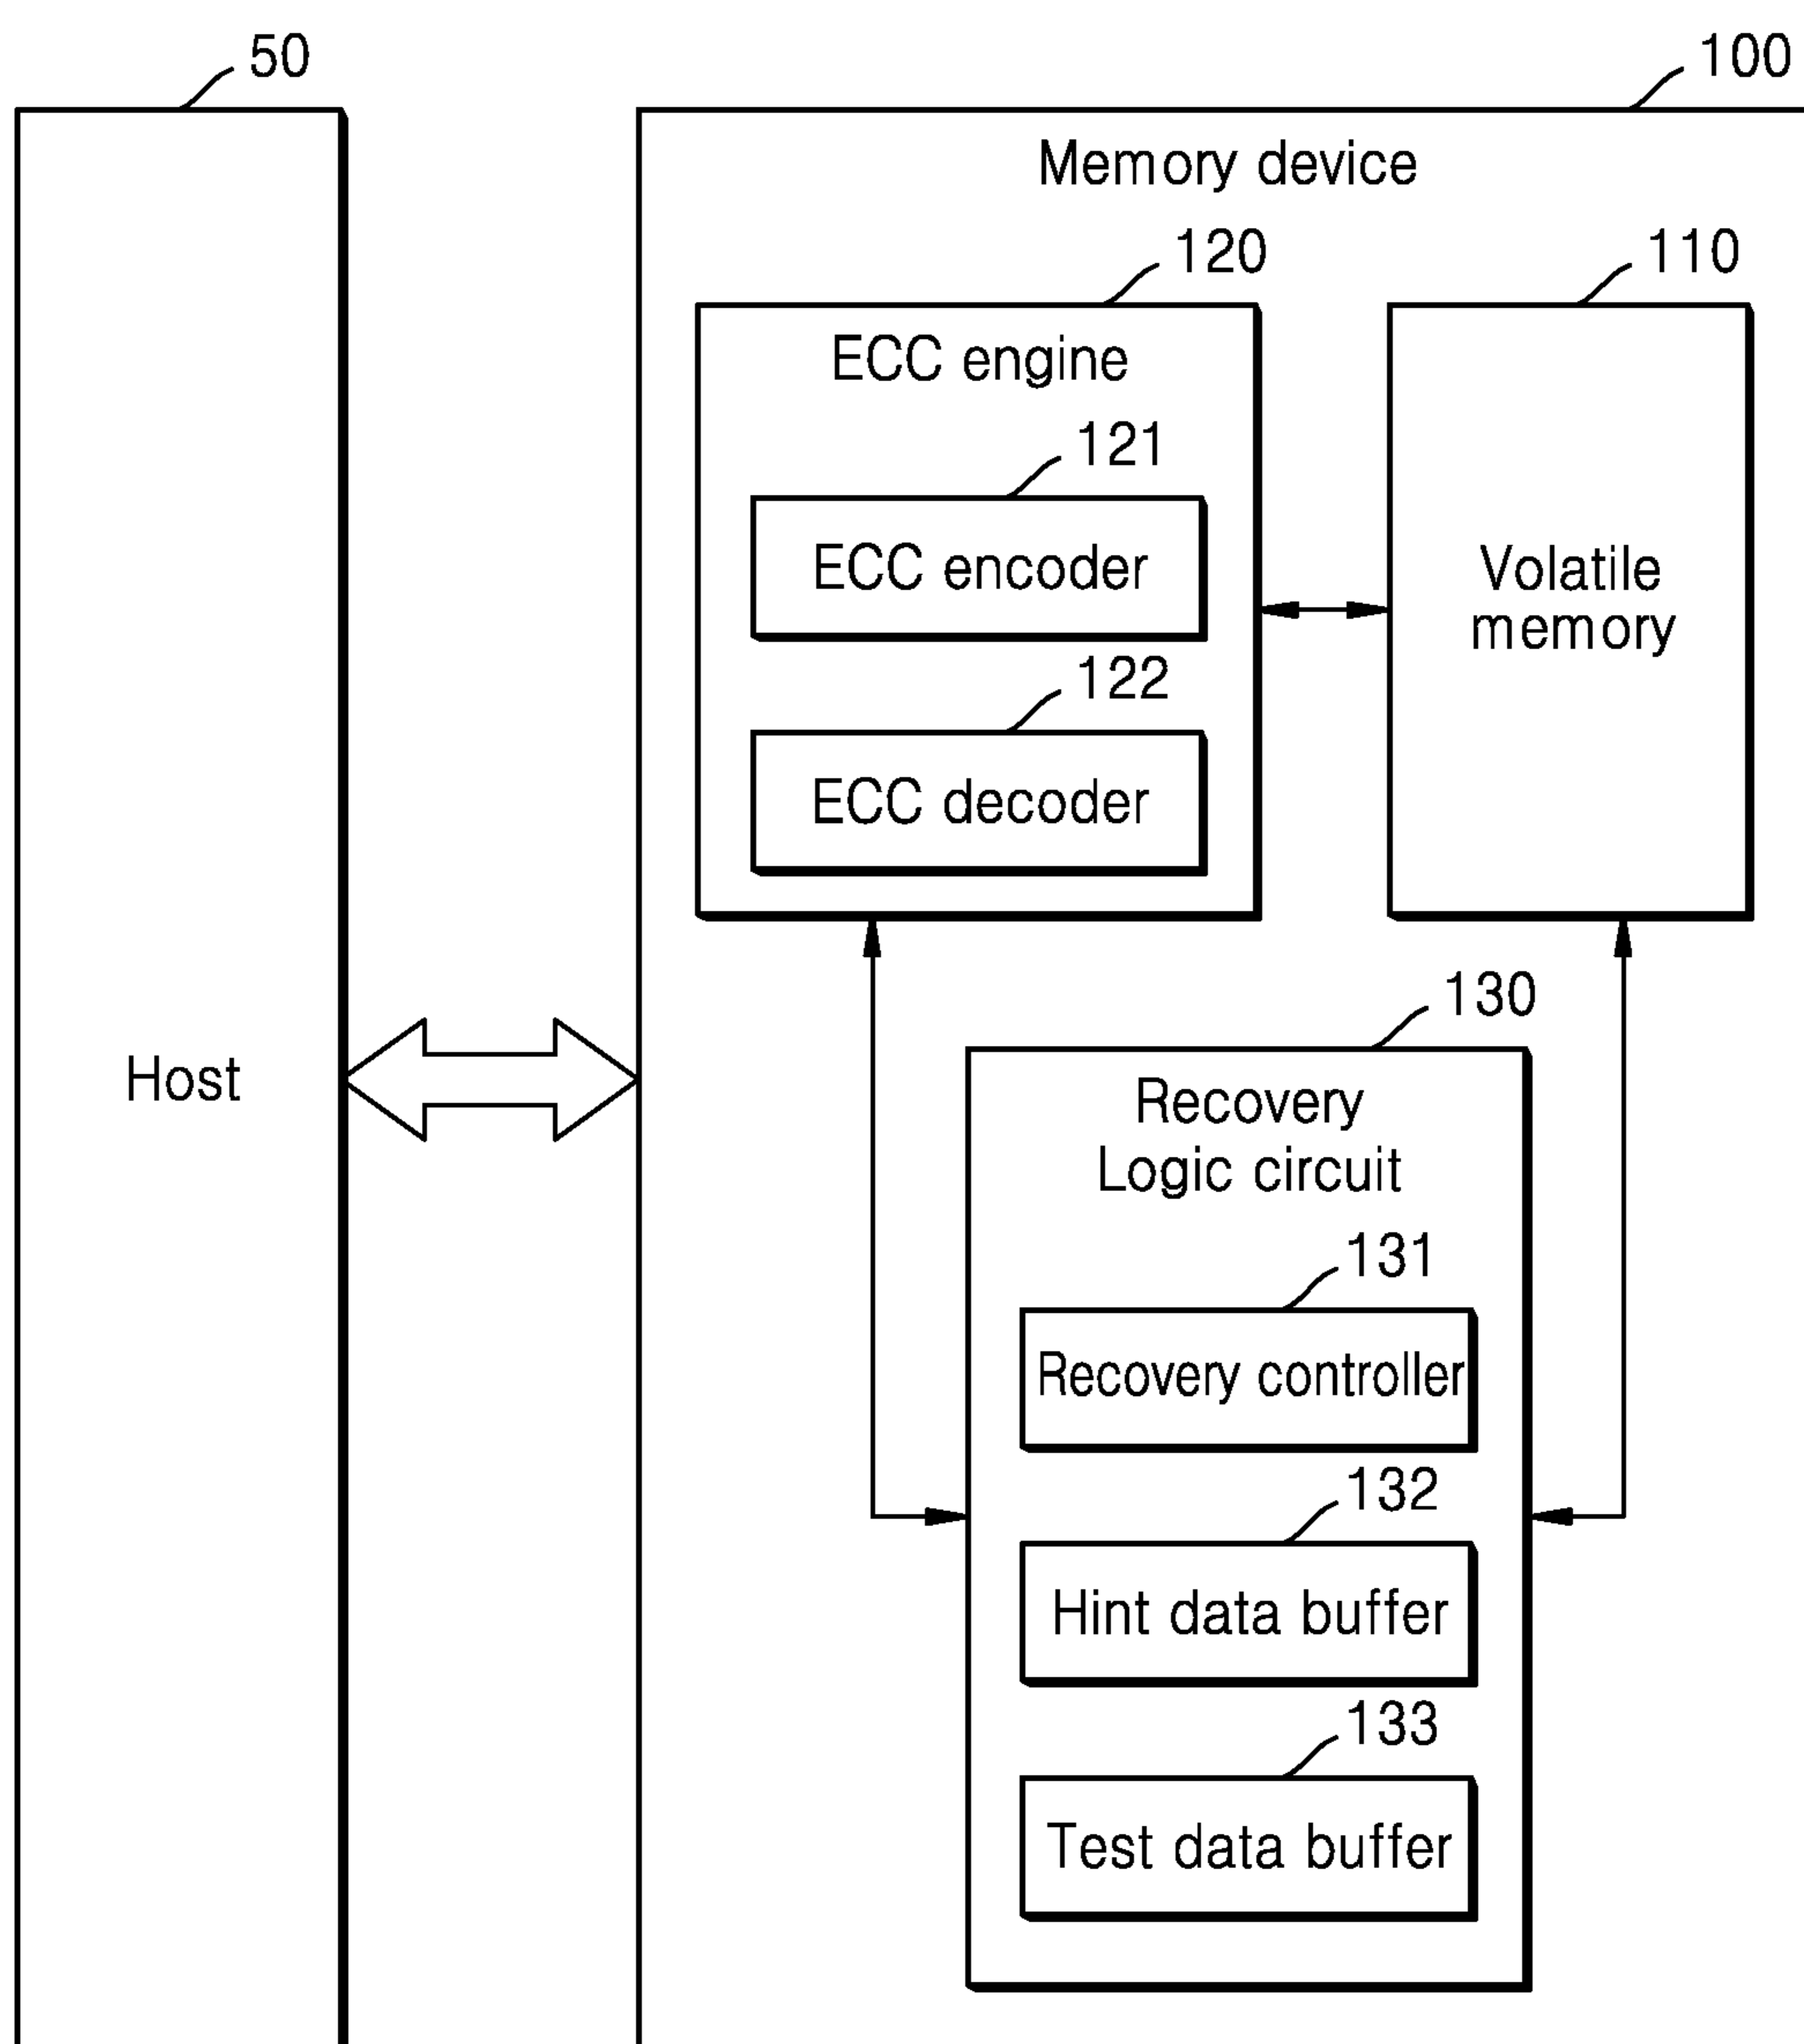 50
100
Memory device
120
110
ECC engine
121
ECC encoder
Volatile
memory
122
ECC decoder
130
Host
Recovery
Logic circuit
131
Recovery controller
132
Hint data buffer
133
Test data buffer